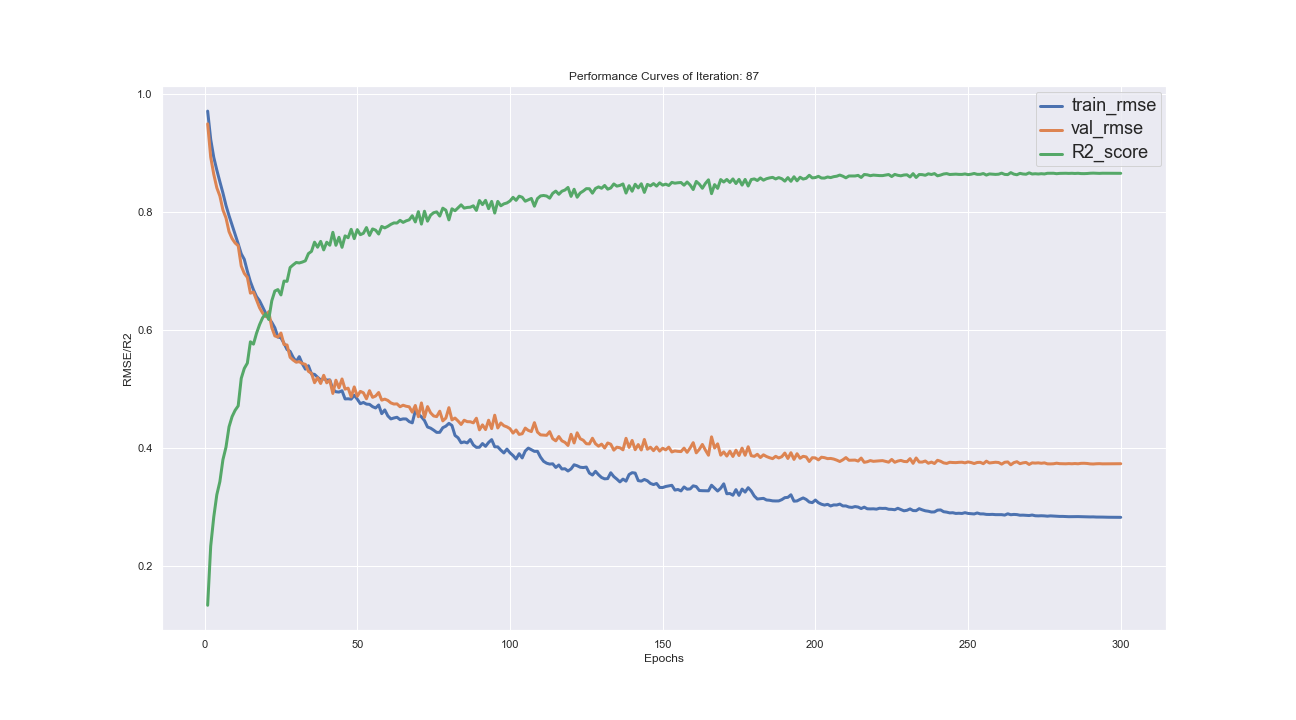 Performance Curves of Iteration: 87
train_rmse
val_rmse
R2_score
RMSE/R2
1.0
0.8
0.6
0.4
0.2
0 50 100 150 200 250 300
Epochs